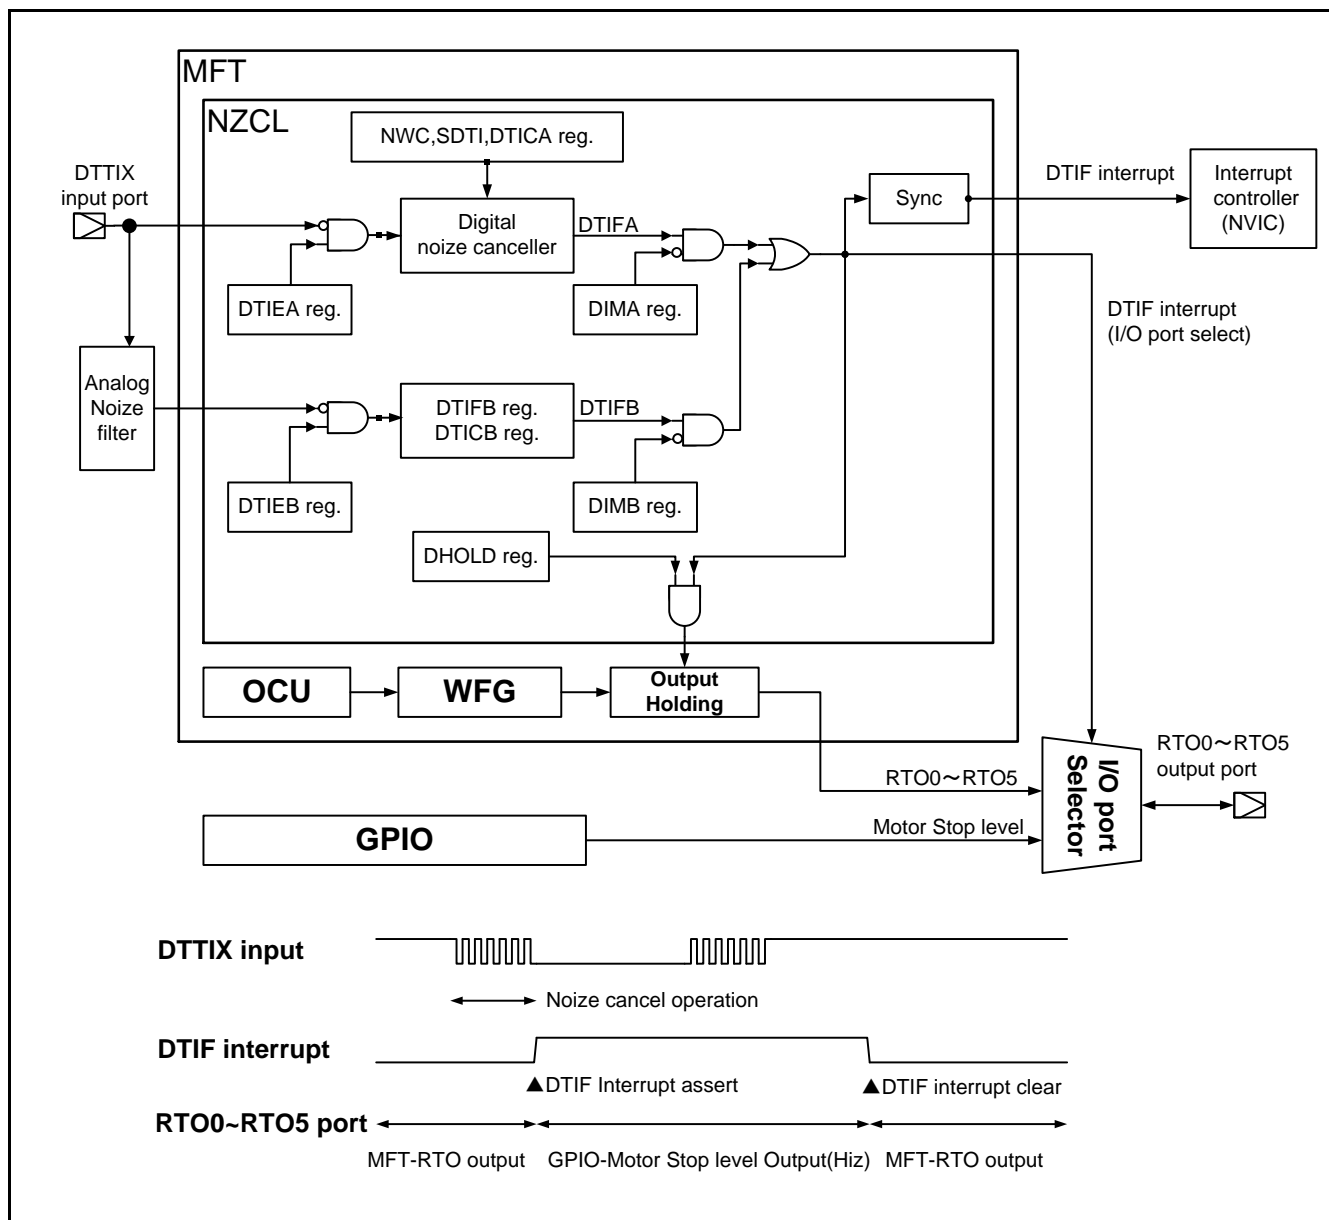 MFT
NZCL
NWC,SDTI,DTICA reg.
DTTIX
input port
Digital
noize canceller
DTIFA
Sync
DTIF interrupt
Interrupt
controller
(NVIC)
DTIEA reg.
DIMA reg.
DTIF interrupt
(I/O port select)
Analog
Noize
filter
DTIFB reg.
DTICB reg.
DTIFB
DTIEB reg.
DIMB reg.
DHOLD reg.
OCU
WFG
Output
Holding
RTO0～RTO5
I/O port
Selector
RTO0～RTO5
output port
GPIO
Motor Stop level
DTTIX input
Noize cancel operation
DTIF interrupt
▲DTIF Interrupt assert
▲DTIF interrupt clear
RTO0~RTO5 port
MFT-RTO output
GPIO-Motor Stop level Output(Hiz)
MFT-RTO output